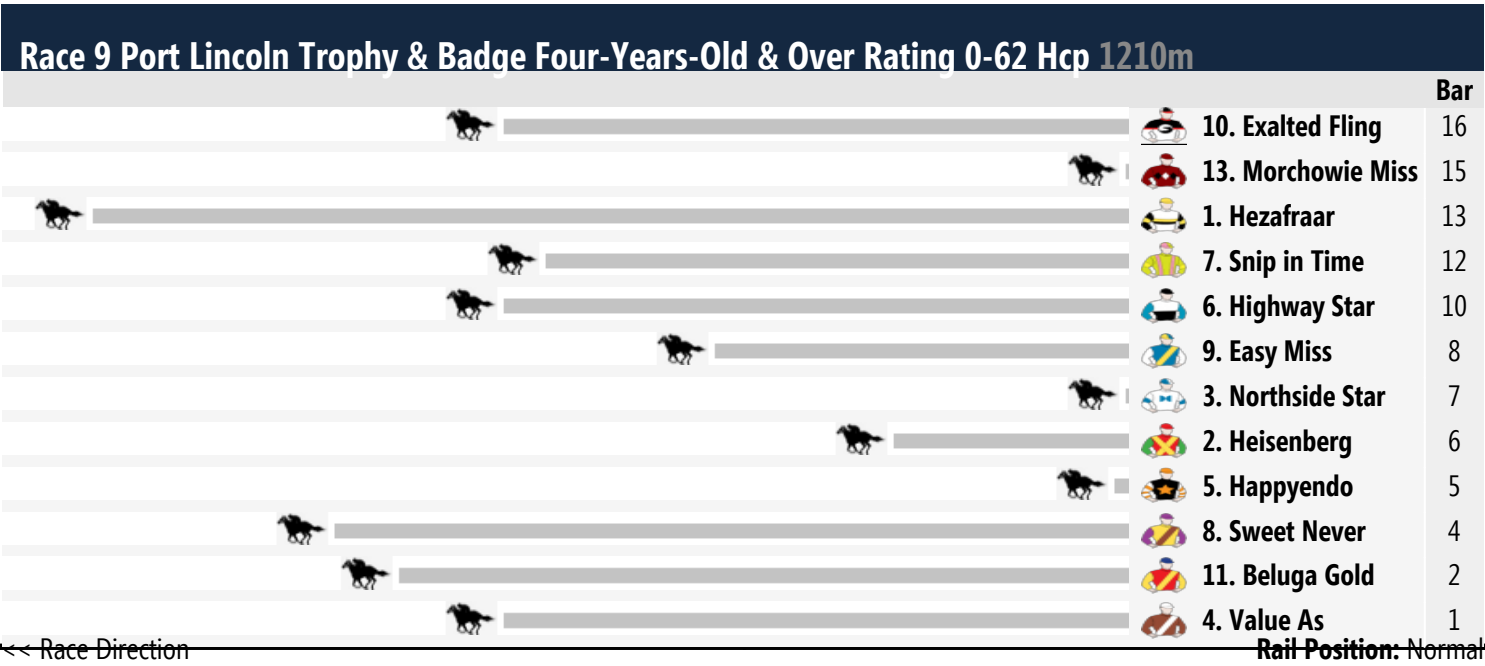 Race 9 Port Lincoln Trophy & Badge Four-Years-Old & Over Rating 0-62 Hcp 1210m
Bar
10. Exalted Fling 16
13. Morchowie Miss 15
1. Hezafraar 13
7. Snip in Time 12
6. Highway Star 10
9. Easy Miss 8
3. Northside Star 7
2. Heisenberg 6
5. Happyendo 5
8. Sweet Never 4
11. Beluga Gold 2
4. Value As 1
<< Race Direction Rail Position: Normal